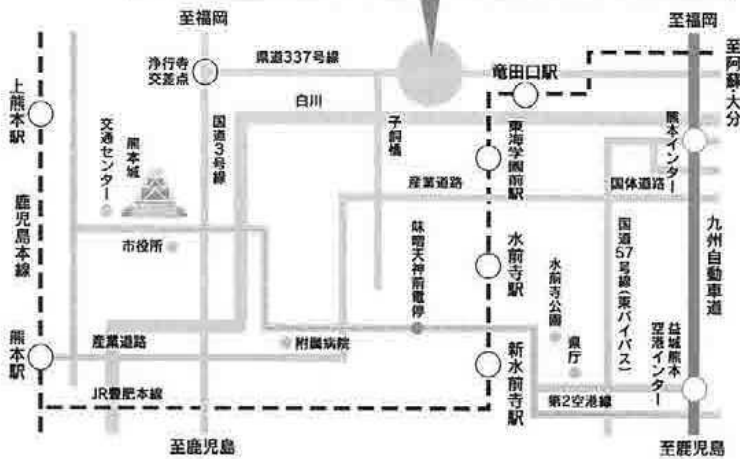 至福岡
至福岡
浄行寺
交差点
県道337号線
竜田口駅
至阿蘇・大分
白川
上熊本駅
交通センター
熊本城
国道3号線
子飼橋
東海学園前駅
熊本インター
産業道路
国体道路
鹿児島本線
市役所
味噌天神前電停
水前寺駅
水前寺公園
国道57号線(東バイパス)
九州自動車道
県庁
益城熊本
空港インター
熊本駅
産業道路
附属病院
新水前寺駅
JR豊肥本線
第2空港線
至鹿児島
至鹿児島